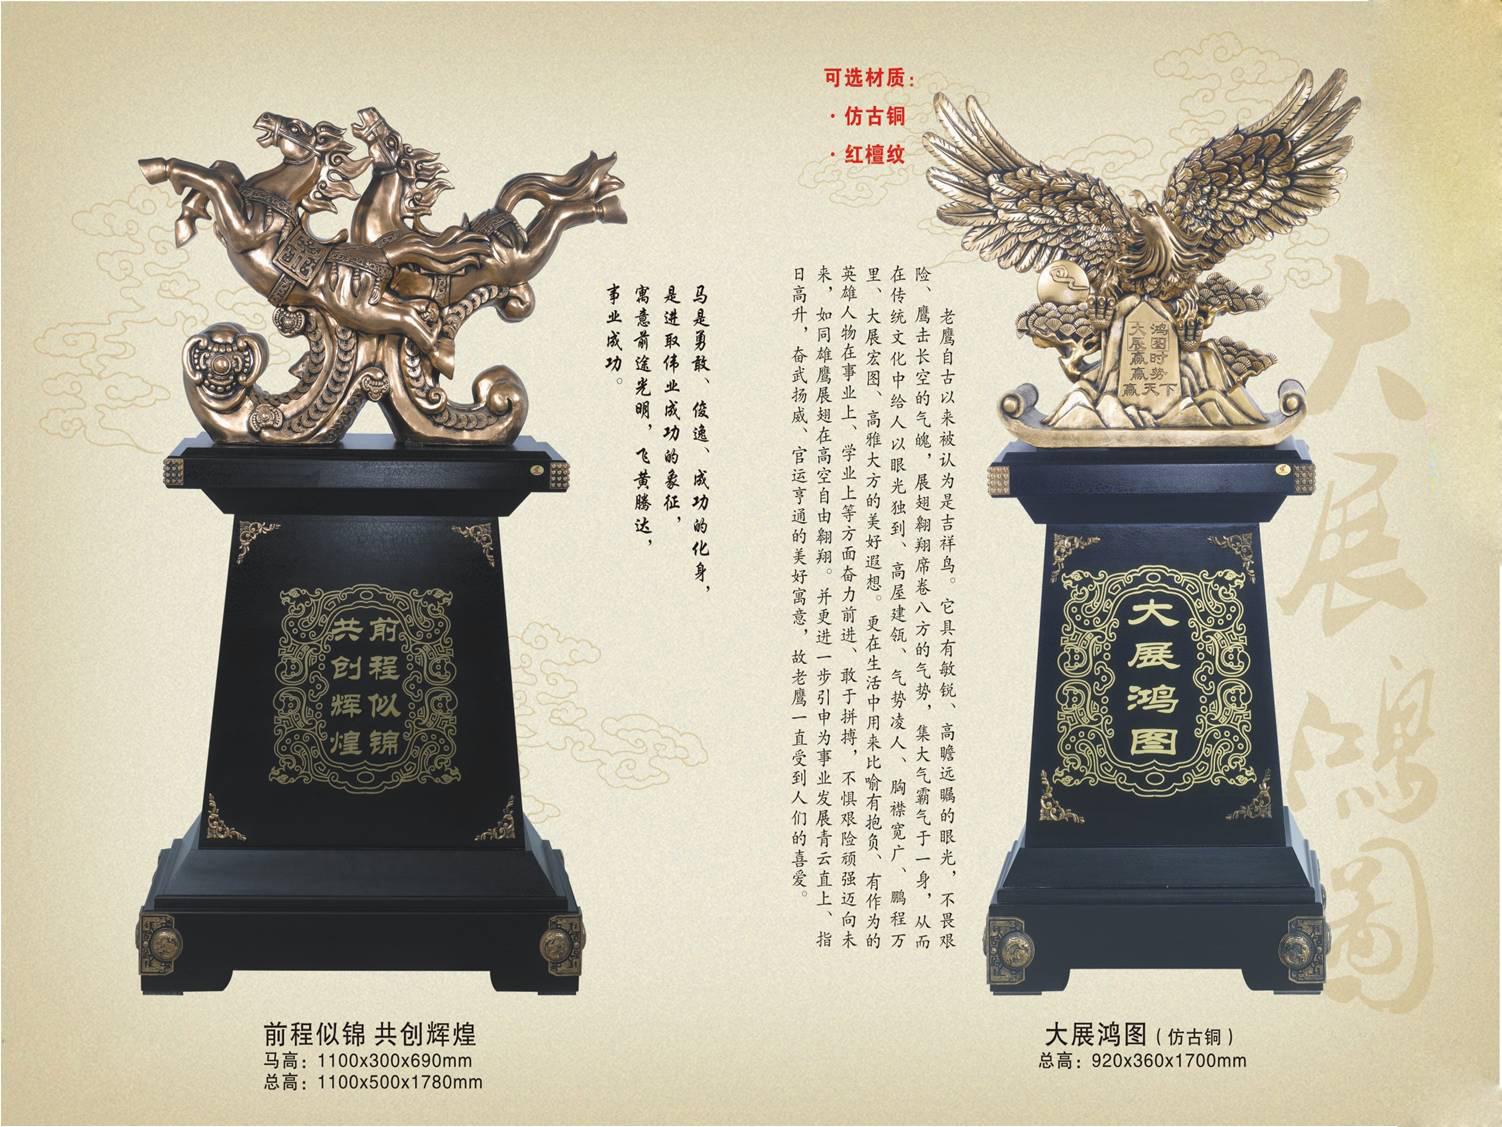 可选材质：
·仿古铜
·红檀纹
马是勇敢、俊逸、成功的化身，
是进取伟业成功的象征，
寓意前途光明，飞黄腾达，
事业成功。
前程似锦
共创辉煌
前程似锦 共创辉煌
马高：1100x300x690mm
总高：1100x500x1780mm
老鹰自古以来被认为是吉祥鸟。它具有敏锐、高瞻远瞩的眼光，不畏艰
险、鹰击长空的气魄，展翅翱翔席卷八方的气势，集大气霸气于一身，从而
在传统文化中给人以眼光独到、高屋建瓴、气势凌人、胸襟宽广、鹏程万
里、大展宏图、高雅大方的美好遐想。更在生活中用来比喻有抱负、有作为的
英雄人物在事业上、学业上等方面奋力前进、敢于拼搏，不惧艰险顽强迈向未
来，如同雄鹰展翅在高空自由翱翔。并更进一步引申为事业发展青云直上、指
日高升，奋武扬威、官运亨通的美好寓意，故老鹰一直受到人们的喜爱。
鸿图时势
大展赢赢
赢天下
大展鸿图
大展鸿图（仿古铜）
总高：920x360x1700mm
大展鸿图